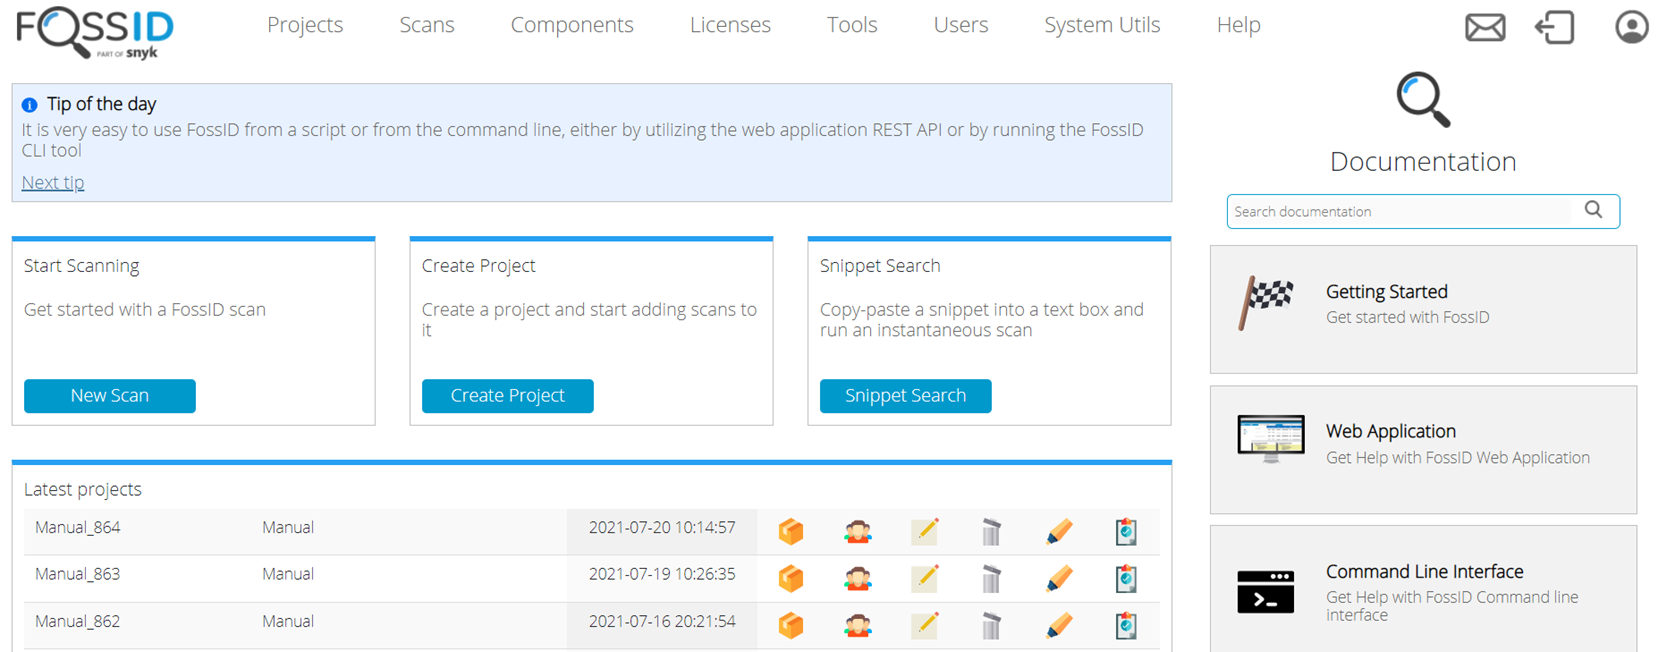 FOSSID
PART OF snyk
Projects Scans Components Licenses Tools Users System Utils Help
Tip of the day
It is very easy to use FossID from a script or from the command line, either by utilizing the web application REST API or by running the FossID
CLI tool
Next tip
Start Scanning
Get started with a FossID scan
New Scan
Create Project
Create a project and start adding scans to
it
Create Project
Snippet Search
Copy-paste a snippet into a text box and
run an instantaneous scan
Snippet Search
Latest projects
Manual_864 Manual 2021-07-20 10:14:57
Manual_863 Manual 2021-07-19 10:26:35
Manual_862 Manual 2021-07-16 20:21:54
Documentation
Search documentation
Getting Started
Get started with FossID
Web Application
Get Help with FossID Web Application
Command Line Interface
Get Help with FossID Command line
interface